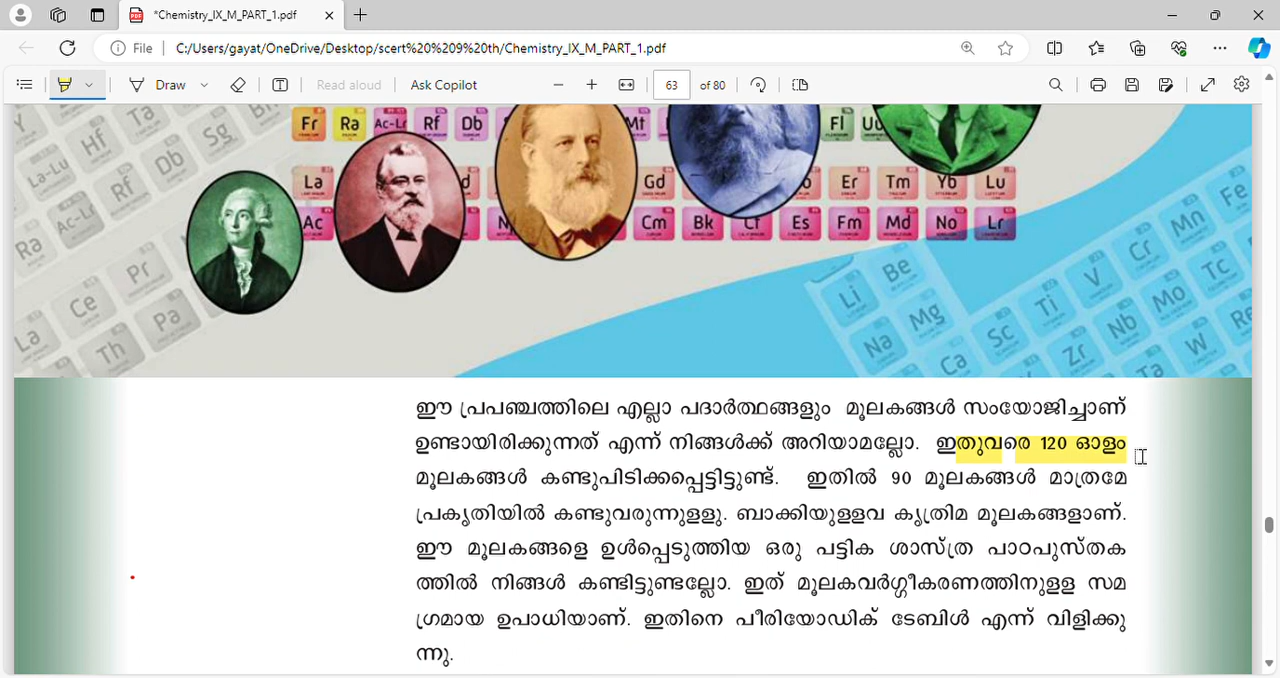 *Chemistry_IX_M_PART_1.pdf
File C:/Users/gayat/OneDrive/Desktop/scert%20%209%20th/Chemistry_IX_M_PART_1.pdf
Draw Read aloud Ask Copilot 63 of 80
Y Hf Ta
La-Lu Db Sg Bh
Rf
Ra Ac-Lr
Fr Ra Ac-Lr Rf Db Mt Fl
La Gd Er Tm Yb Lu
Ac Cm Bk Cf Es Fm Md No Lr
Ce Pr
La Th Pa
Li Be
Na Mg
Ca Sc Ti V Cr Mn Fe
Zr Nb Mo Tc
Ta W Re
ഈ പ്രപഞ്ചത്തിലെ എല്ലാ പദാർത്ഥങ്ങളും മൂലകങ്ങൾ സംയോജിച്ചാണ്
ഉണ്ടായിരിക്കുന്നത് എന്ന് നിങ്ങൾക്ക് അറിയാമല്ലോ. ഇതുവരെ 120 ഓളം
മൂലകങ്ങൾ കണ്ടുപിടിക്കപ്പെട്ടിട്ടുണ്ട്. ഇതിൽ 90 മൂലകങ്ങൾ മാത്രമേ
പ്രകൃതിയിൽ കണ്ടുവരുന്നുളളു. ബാക്കിയുളളവ കൃത്രിമ മൂലകങ്ങളാണ്.
ഈ മൂലകങ്ങളെ ഉൾപ്പെടുത്തിയ ഒരു പട്ടിക ശാസ്ത്ര പാഠപുസ്തക
ത്തിൽ നിങ്ങൾ കണ്ടിട്ടുണ്ടല്ലോ. ഇത് മൂലകവർഗ്ഗീകരണത്തിനുളള സമ
ഗ്രമായ ഉപാധിയാണ്. ഇതിനെ പീരിയോഡിക് ടേബിൾ എന്ന് വിളിക്കു
ന്നു.